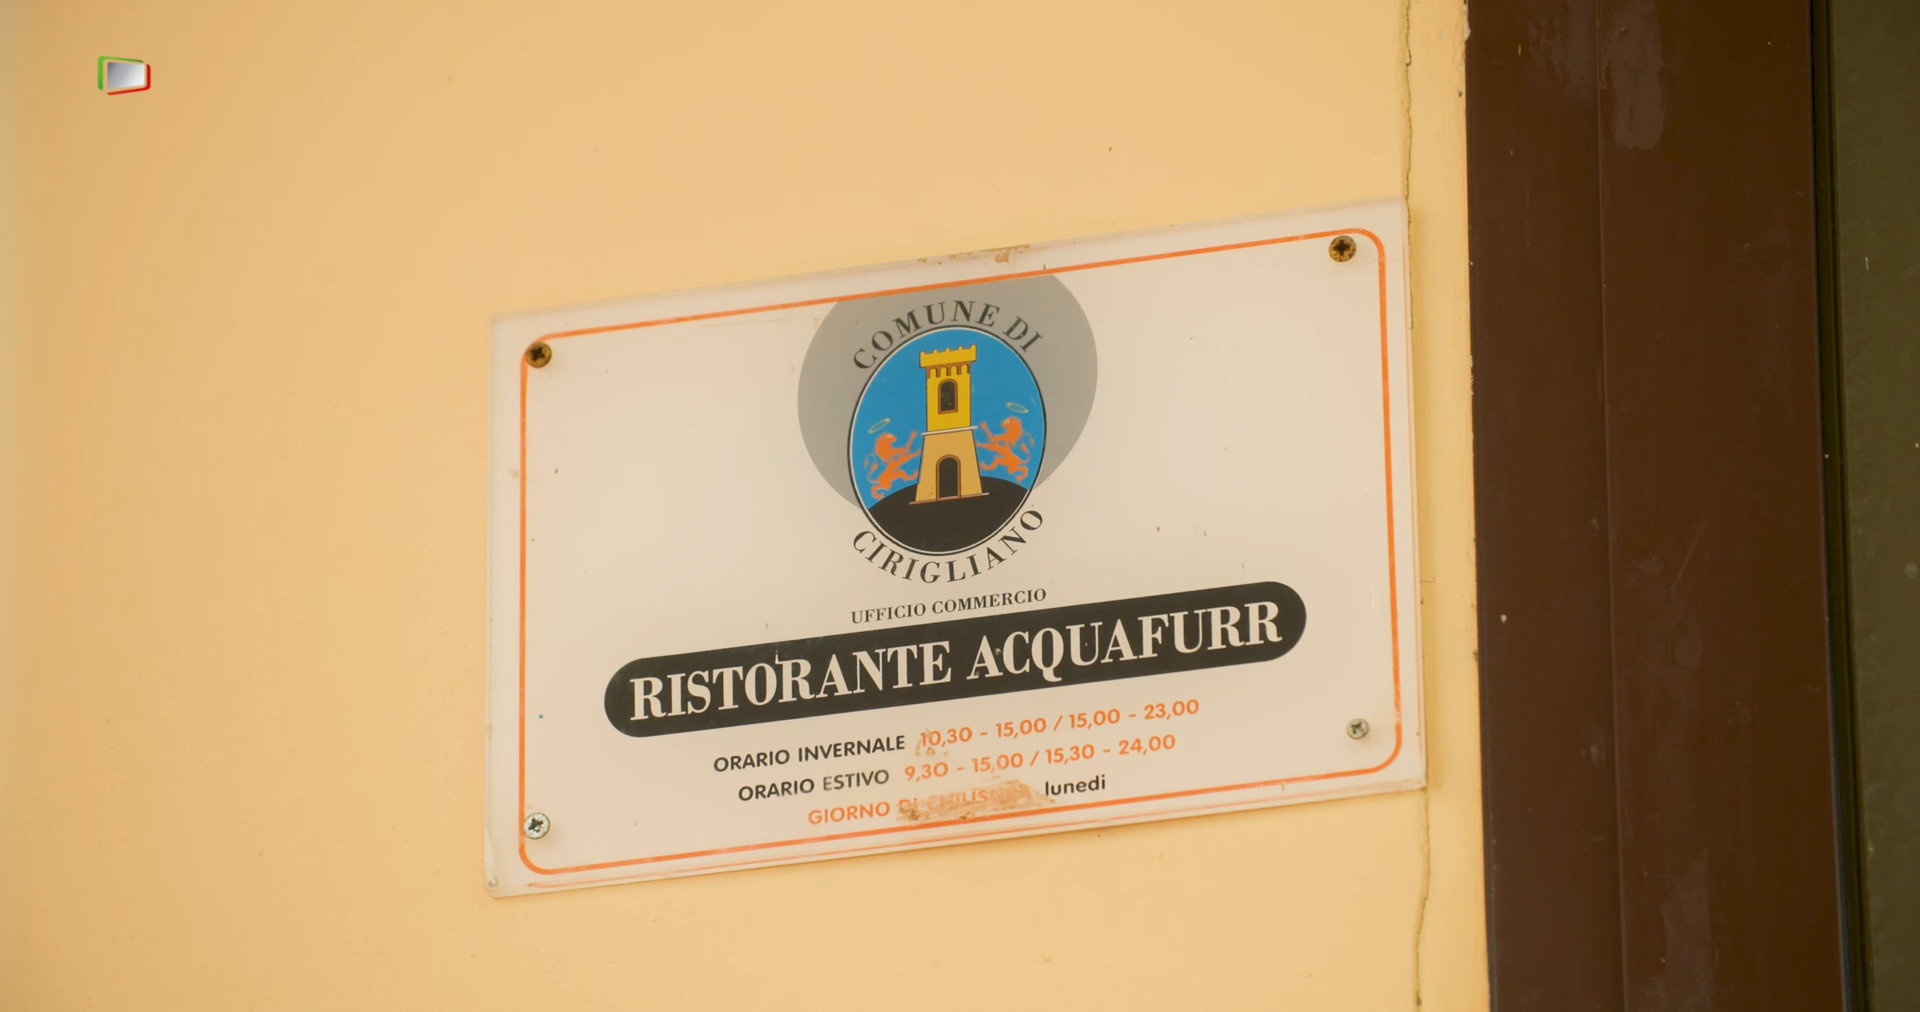 COMUNE DI
CIRIGLIANO
UFFICIO COMMERCIO
RISTORANTE ACQUAFURR
ORARIO INVERNALE 10,30 - 15,00 / 15,00 - 23,00
ORARIO ESTIVO 9,30 - 15,00 / 15,30 - 24,00
GIORNO DI lunedi